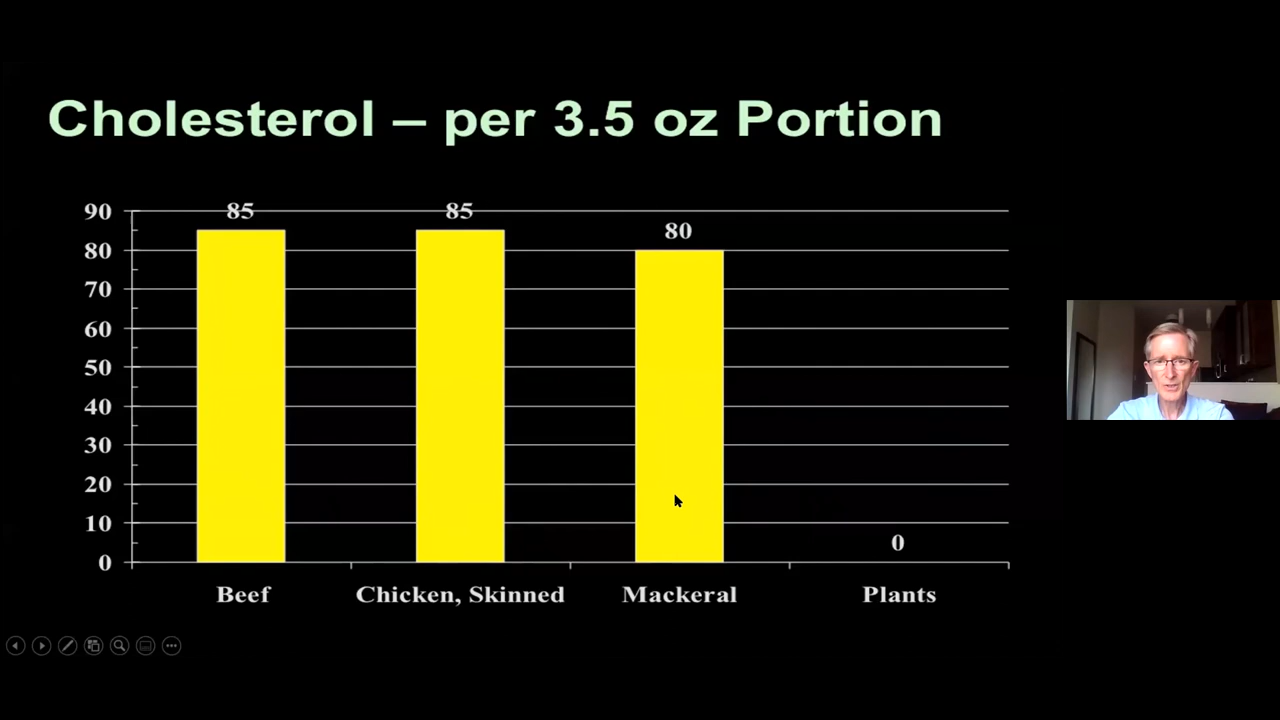 Cholesterol – per 3.5 oz Portion
90
80
70
60
50
40
30
20
10
0
85
85
80
0
Beef
Chicken, Skinned
Mackeral
Plants